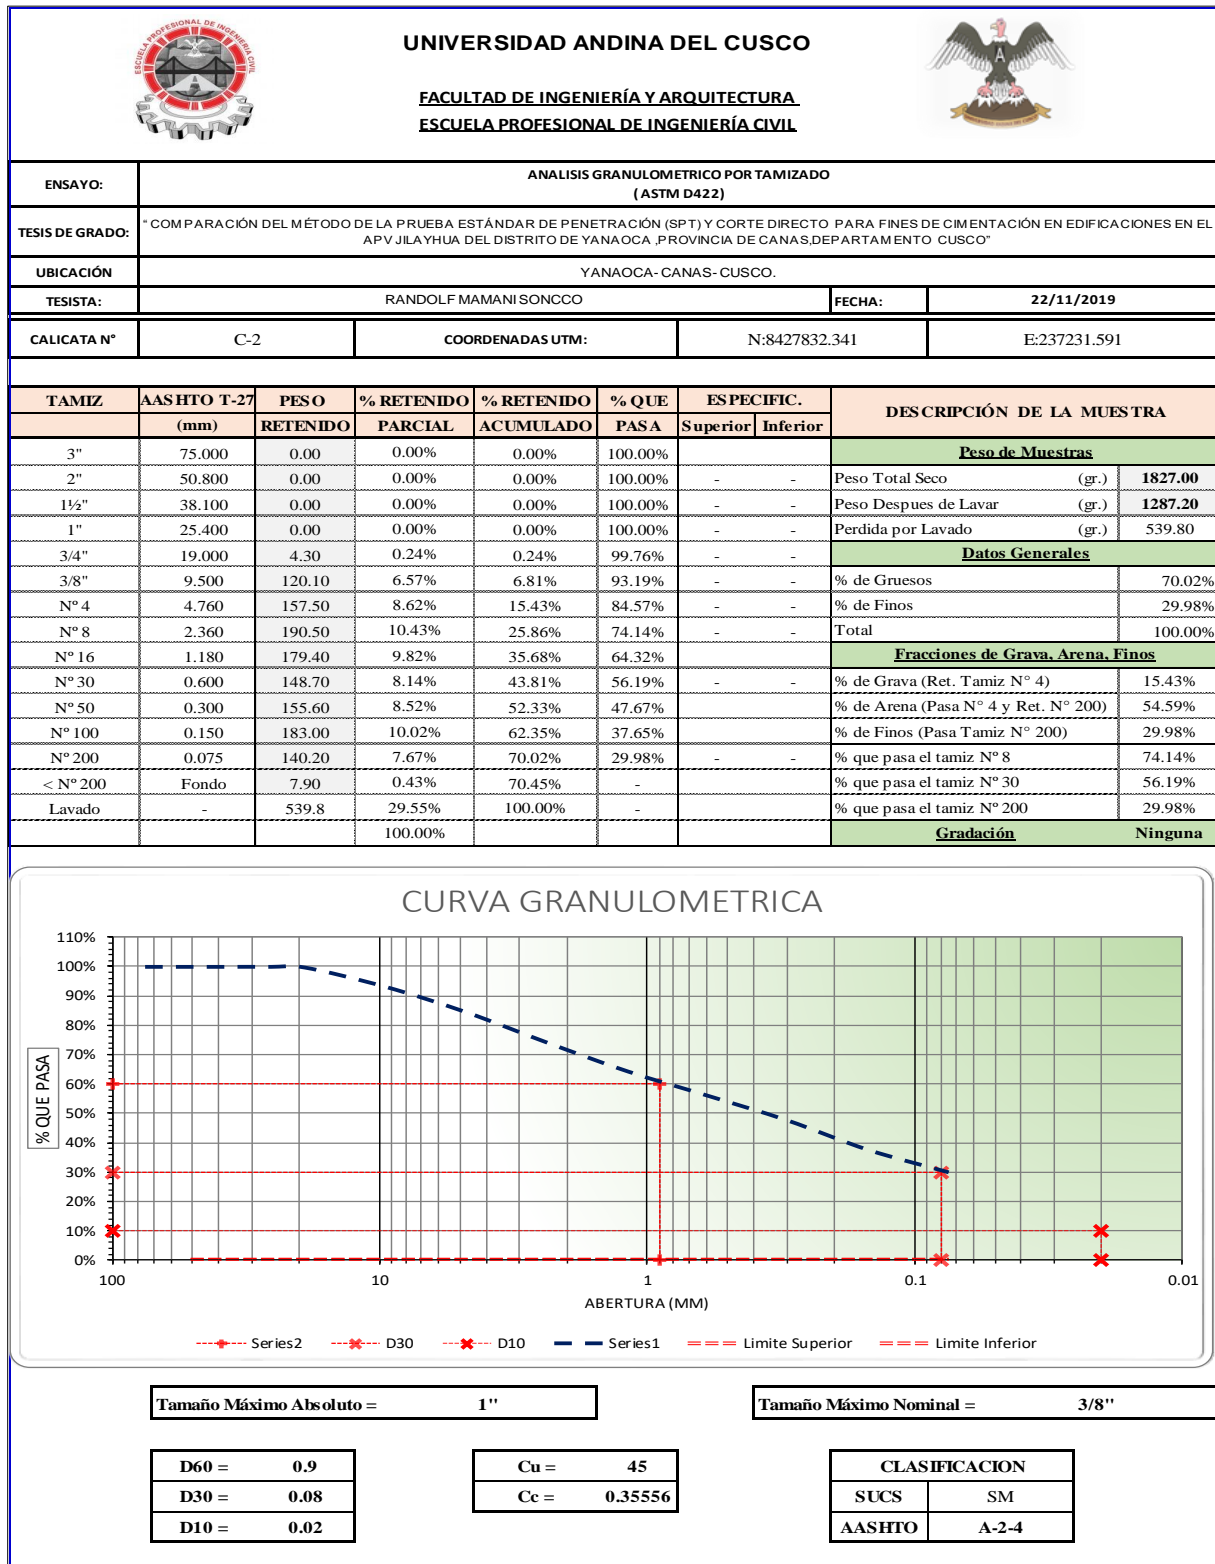 ESCUELA PROFESIONAL DE INGENIERIA CIVIL
UNIVERSIDAD ANDINA DEL CUSCO
A
FACULTAD DE INGENIERÍA Y ARQUITECTURA
ESCUELA PROFESIONAL DE INGENIERÍA CIVIL
ENSAYO: ANALISIS GRANULOMETRICO POR TAMIZADO
( ASTM D422)
TESIS DE GRADO: “ COMPARACIÓN DEL MÉTODO DE LA PRUEBA ESTÁNDAR DE PENETRACIÓN (SPT) Y CORTE DIRECTO PARA FINES DE CIMENTACIÓN EN EDIFICACIONES EN EL
APV JILAYHUA DEL DISTRITO DE YANAOCA ,PROVINCIA DE CANAS,DEPARTAMENTO CUSCO”
UBICACIÓN YANAOCA- CANAS- CUSCO.
TESISTA: RANDOLF MAMANI SONCCO FECHA: 22/11/2019
CALICATA N° C-2 COORDENADAS UTM: N:8427832.341 E:237231.591
TAMIZ AASHTO T-27 PESO % RETENIDO % RETENIDO % QUE ESPECIFIC. DESCRIPCIÓN DE LA MUESTRA
(mm) RETENIDO PARCIAL ACUMULADO PASA Superior Inferior
3" 75.000 0.00 0.00% 0.00% 100.00% Peso de Muestras
2" 50.800 0.00 0.00% 0.00% 100.00% - - Peso Total Seco (gr.) 1827.00
1½" 38.100 0.00 0.00% 0.00% 100.00% - - Peso Despues de Lavar (gr.) 1287.20
1" 25.400 0.00 0.00% 0.00% 100.00% - - Perdida por Lavado (gr.) 539.80
3/4" 19.000 4.30 0.24% 0.24% 99.76% - - Datos Generales
3/8" 9.500 120.10 6.57% 6.81% 93.19% - - % de Gruesos 70.02%
Nº 4 4.760 157.50 8.62% 15.43% 84.57% - - % de Finos 29.98%
Nº 8 2.360 190.50 10.43% 25.86% 74.14% - - Total 100.00%
Nº 16 1.180 179.40 9.82% 35.68% 64.32% Fracciones de Grava, Arena, Finos
Nº 30 0.600 148.70 8.14% 43.81% 56.19% - - % de Grava (Ret. Tamiz N° 4) 15.43%
Nº 50 0.300 155.60 8.52% 52.33% 47.67% % de Arena (Pasa N° 4 y Ret. N° 200) 54.59%
Nº 100 0.150 183.00 10.02% 62.35% 37.65% % de Finos (Pasa Tamiz N° 200) 29.98%
Nº 200 0.075 140.20 7.67% 70.02% 29.98% - - % que pasa el tamiz Nº 8 74.14%
< Nº 200 Fondo 7.90 0.43% 70.45% - % que pasa el tamiz Nº 30 56.19%
Lavado - 539.8 29.55% 100.00% - % que pasa el tamiz Nº 200 29.98%
100.00% Gradación Ninguna
CURVA GRANULOMETRICA
110%
100%
90%
80%
70%
60%
50%
40%
30%
20%
10%
0%
% QUE PASA
100 10 1 0.1 0.01
ABERTURA (MM)
Series2 D30 D10 Series1 Limite Superior Limite Inferior
Tamaño Máximo Absoluto = 1'' Tamaño Máximo Nominal = 3/8''
D60 = 0.9 Cu = 45 CLASIFICACION
D30 = 0.08 Cc = 0.35556 SUCS SM
D10 = 0.02 AASHTO A-2-4